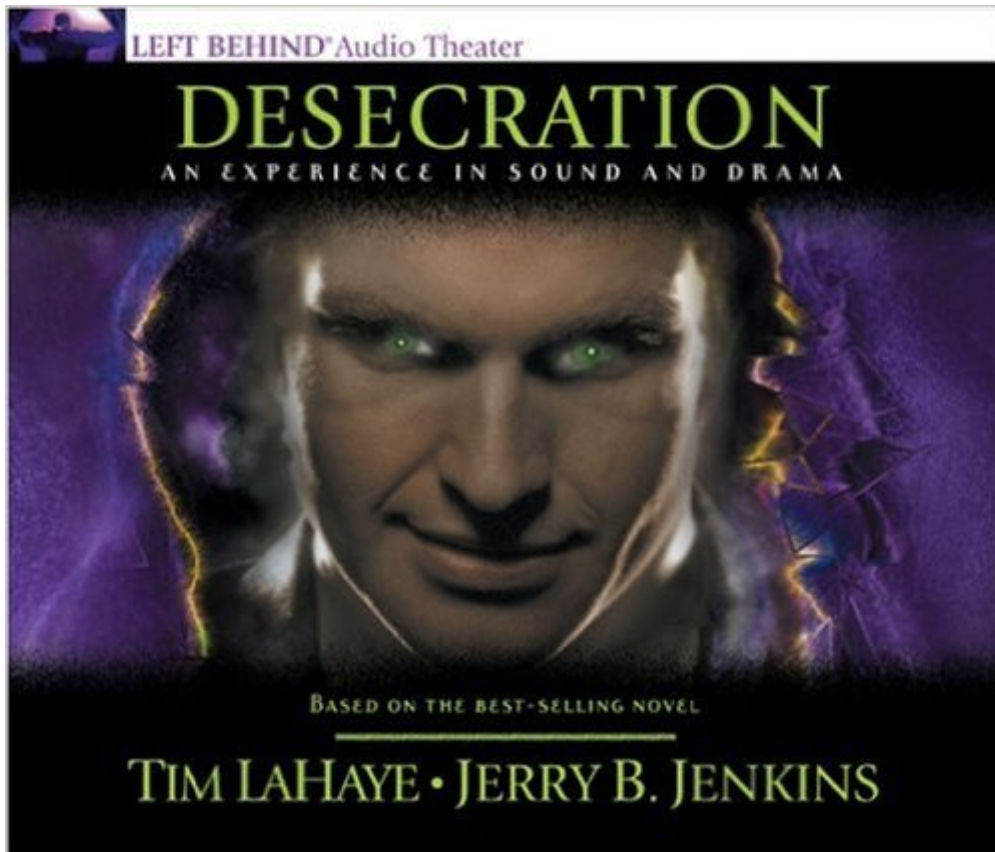 LEFT BEHIND® Audio Theater
DESECRATION
AN EXPERIENCE IN SOUND AND DRAMA
BASED ON THE BEST-SELLING NOVEL
TIM LAHAYE • JERRY B. JENKINS